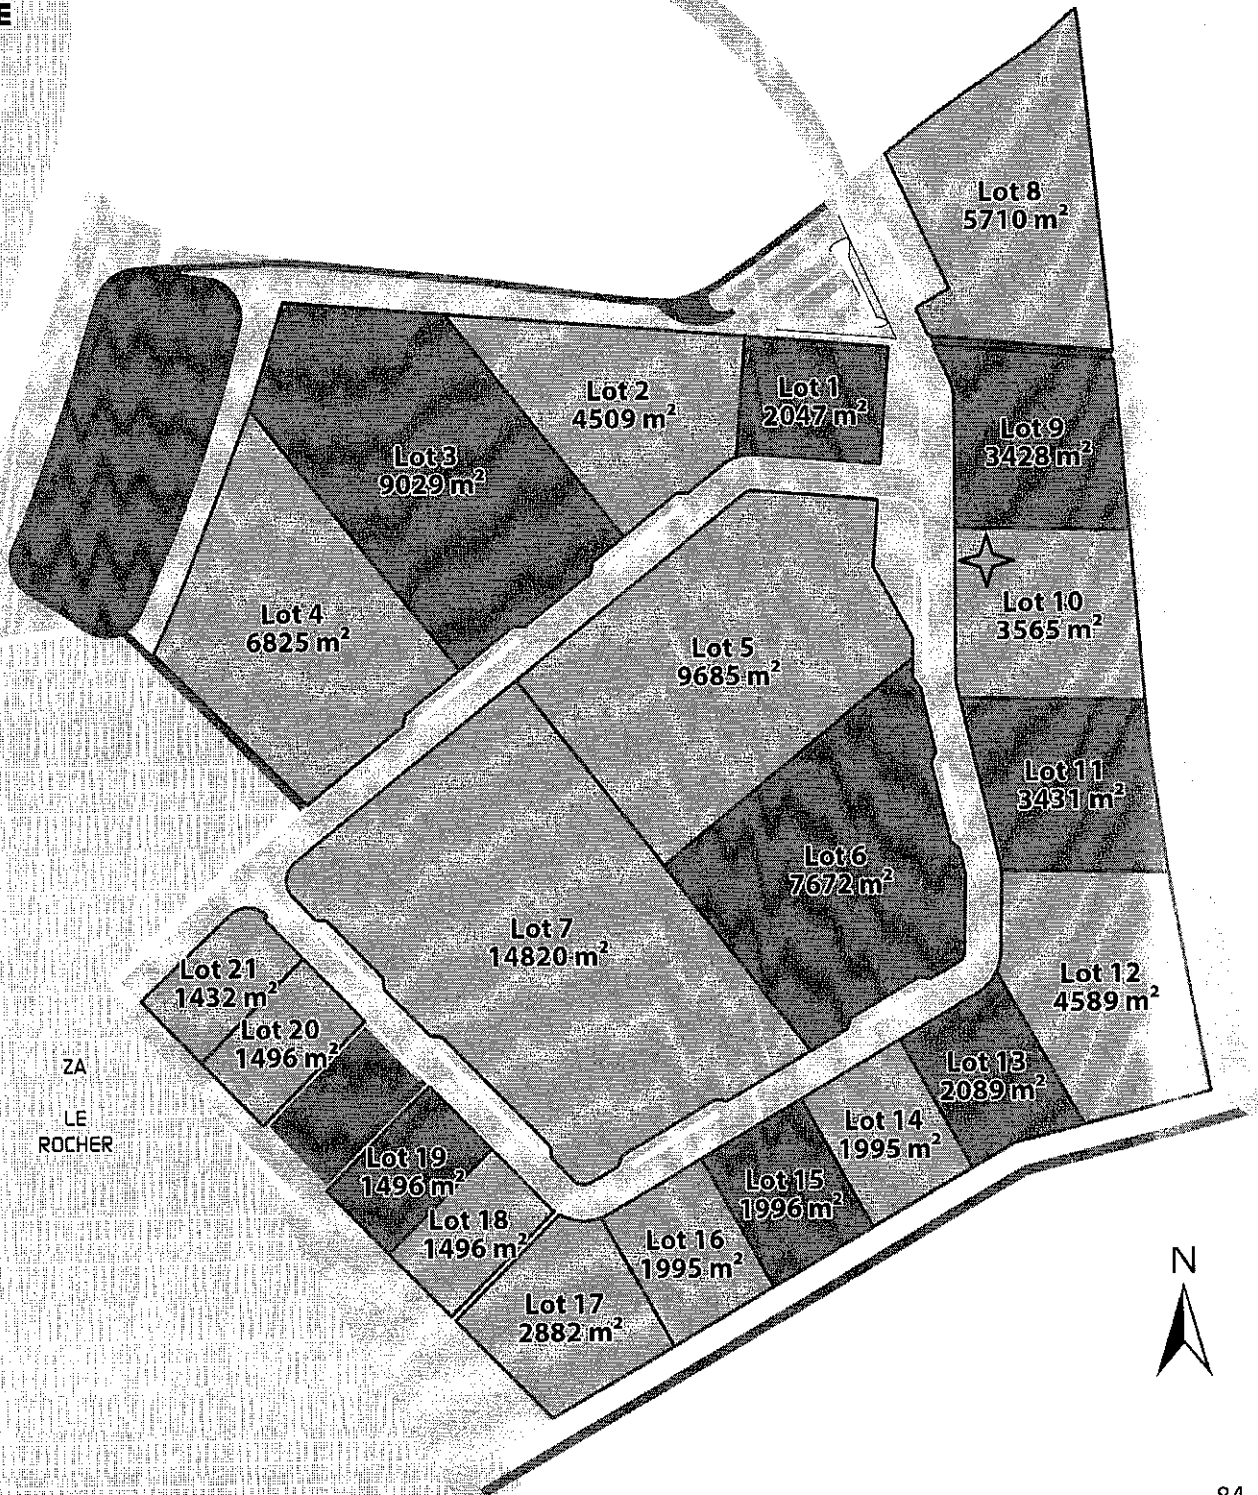 E
Lot 8
5710 m²
Lot 1
2047 m²
Lot 2
4509 m²
Lot 9
3428 m²
Lot 3
9029 m²
Lot 10
3565 m²
Lot 4
6825 m²
Lot 5
9685 m²
Lot 11
3431 m²
Lot 6
7672 m²
Lot 7
14820 m²
Lot 12
4589 m²
Lot 21
1432 m²
Lot 20
1496 m²
Lot 13
2089 m²
ZA
LE
ROCHER
Lot 14
1995 m²
Lot 19
1496 m²
Lot 15
1996 m²
Lot 18
1496 m²
Lot 16
1995 m²
N
Lot 17
2882 m²